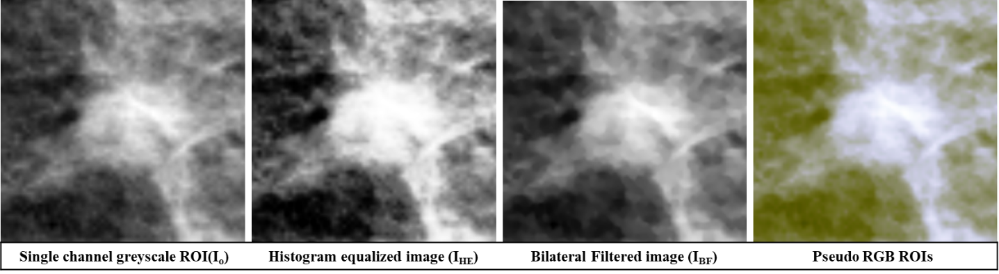 Single channel greyscale ROI(Io)
Histogram equalized image (IHE)
Bilateral Filtered image (IBF)
Pseudo RGB ROIs